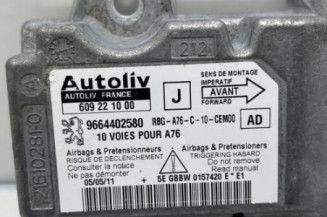 212
Autoliv
AUTOLIV FRANCE
609 22 10 00
J
SENS DE MONTAGE
IMPERATIF
AVANT
FORWARD
9664402580
RBG-A76-C-10-CEM00
AD
10 VOIES POUR A76
Airbags & Pretensionneurs
RISQUE DE DECLENCHEMENT
Consulter la notice
Ne pas démonter
Airbags & Pretensioners
TRIGGERING HAZARD
Read manual
Do not remove
05/05/11
+ 5E GBBW 0157420 E * E1
21610281F01